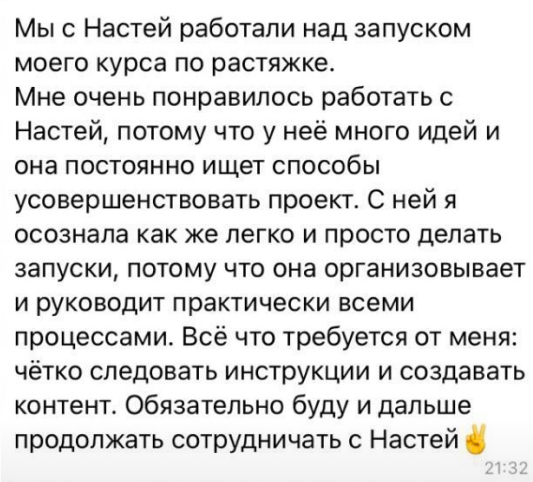 Мы с Настей работали над запуском
моего курса по растяжке.
Мне очень понравилось работать с
Настей, потому что у неё много идей и
она постоянно ищет способы
усовершенствовать проект. С ней я
осознала как же легко и просто делать
запуски, потому что она организовывает
и руководит практически всеми
процессами. Всё что требуется от меня:
чётко следовать инструкции и создавать
контент. Обязательно буду и дальше
продолжать сотрудничать с Настей✌️
21:32